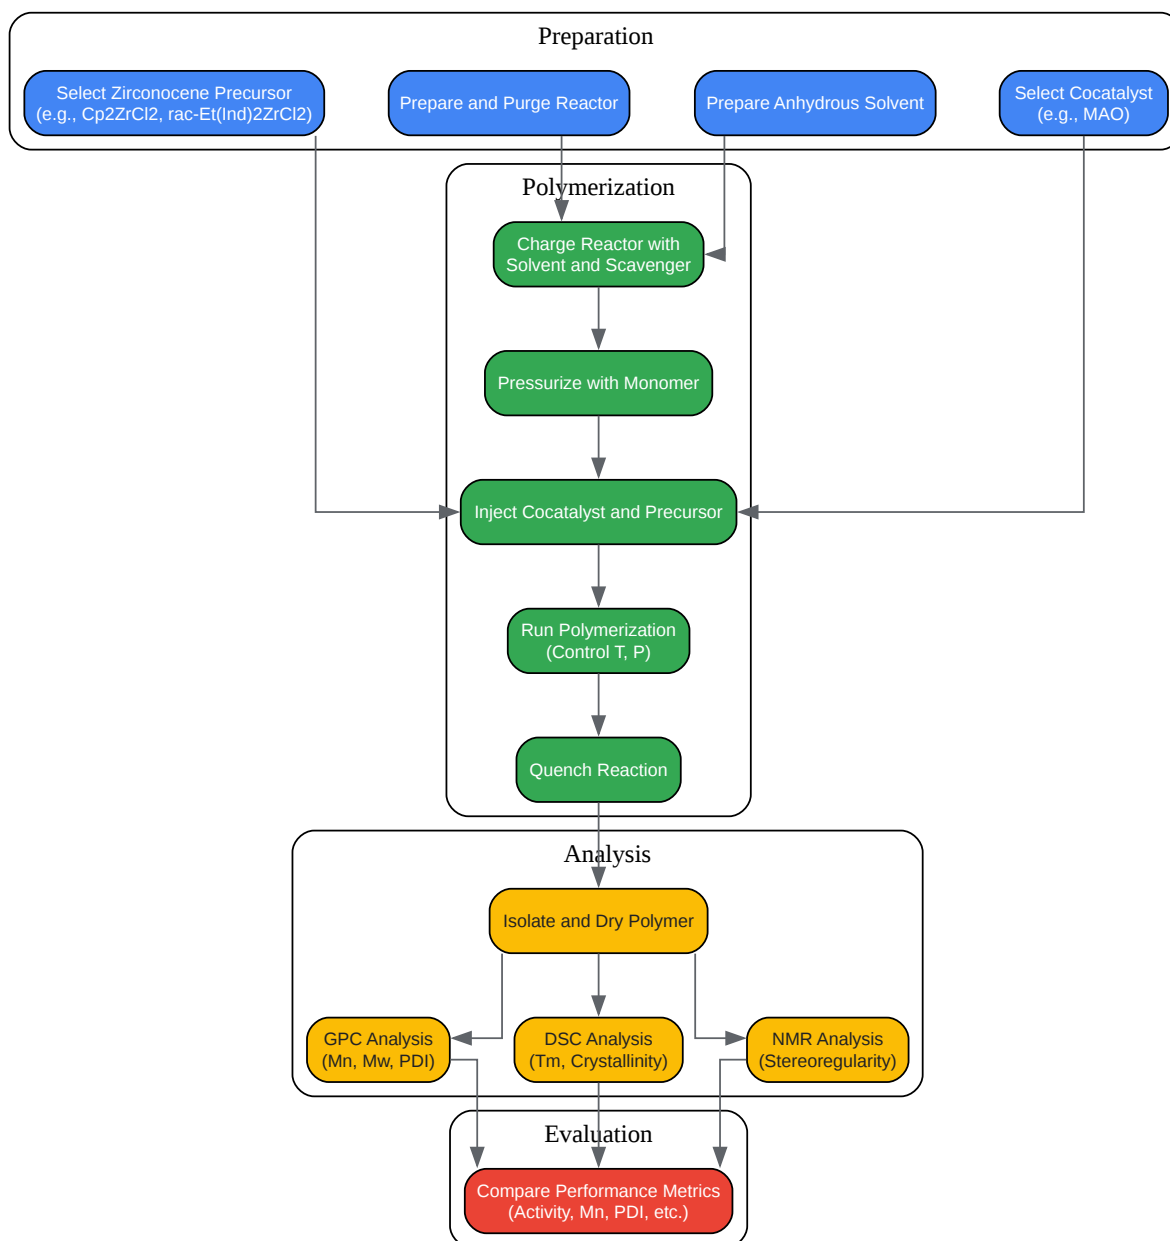 Preparation
Select Zirconocene Precursor
(e.g., Cp2ZrCl2, rac-Et(Ind)2ZrCl2)
Prepare and Purge Reactor
Prepare Anhydrous Solvent
Select Cocatalyst
(e.g., MAO)
Polymerization
Charge Reactor with
Solvent and Scavenger
Pressurize with Monomer
Inject Cocatalyst and Precursor
Run Polymerization
(Control T, P)
Quench Reaction
Analysis
Isolate and Dry Polymer
GPC Analysis
(Mn, Mw, PDI)
DSC Analysis
(Tm, Crystallinity)
NMR Analysis
(Stereoregularity)
Evaluation
Compare Performance Metrics
(Activity, Mn, PDI, etc.)